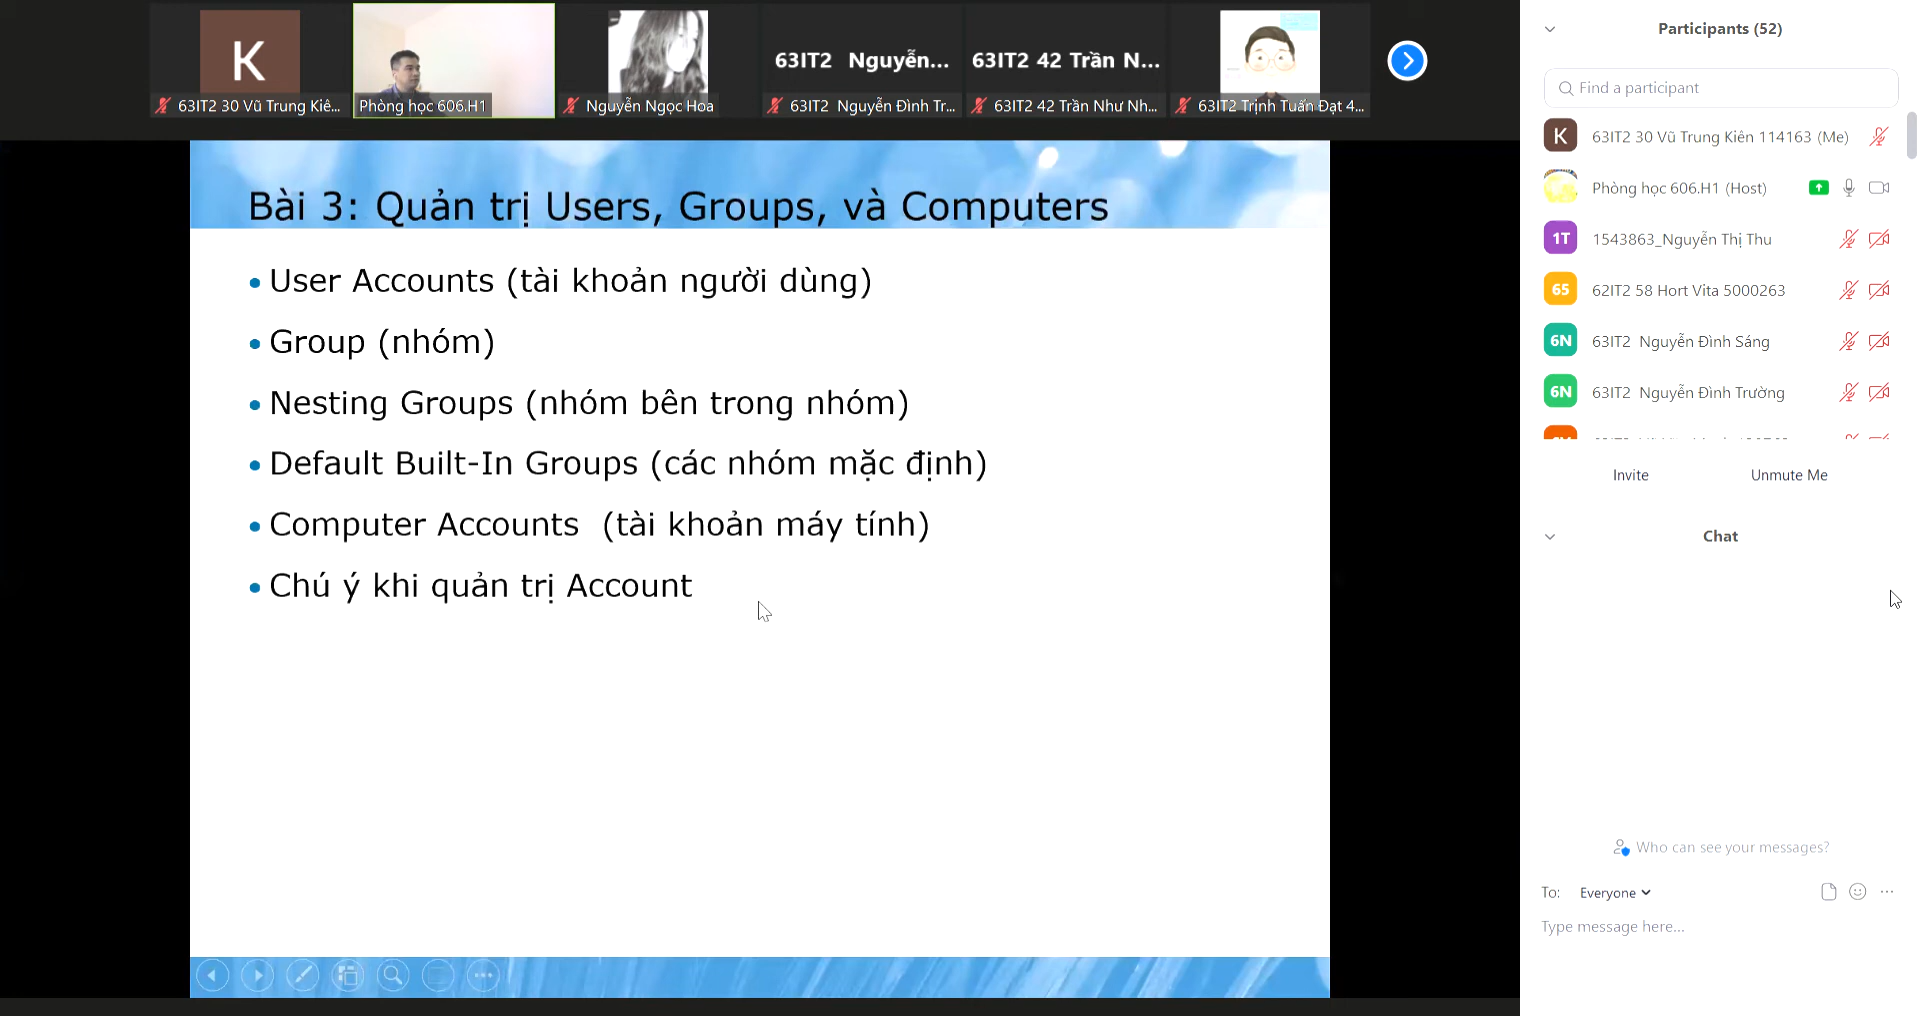 K
63IT2 30 Vũ Trung Kiê...
Phòng học 606.H1
Nguyễn Ngọc Hoa
63IT2 Nguyễn...
63IT2 Nguyễn Đình Tr...
63IT2 42 Trần N...
63IT2 42 Trần Như Nh...
63IT2 Trịnh Tuấn Đạt 4...
Bài 3: Quản trị Users, Groups, và Computers
• User Accounts (tài khoản người dùng)
• Group (nhóm)
• Nesting Groups (nhóm bên trong nhóm)
• Default Built-In Groups (các nhóm mặc định)
• Computer Accounts (tài khoản máy tính)
• Chú ý khi quản trị Account
Participants (52)
Find a participant
K 63IT2 30 Vũ Trung Kiên 114163 (Me)
Phòng học 606.H1 (Host)
1T 1543863_Nguyễn Thị Thu
65 62IT2 58 Hort Vita 5000263
6N 63IT2 Nguyễn Đình Sáng
6N 63IT2 Nguyễn Đình Trường
Invite Unmute Me
Chat
Who can see your messages?
To: Everyone
Type message here...